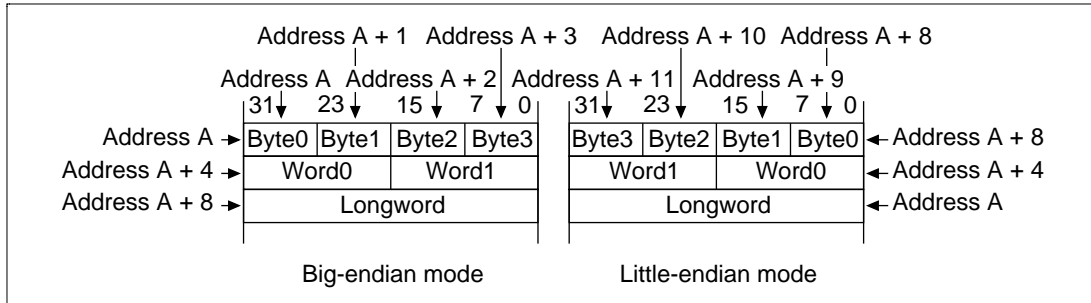 Address A + 1 Address A + 3 Address A + 10 Address A + 8
Address A Address A + 2 Address A + 11 Address A + 9
31 23 15 7 0 31 23 15 7 0
Address A Byte0 Byte1 Byte2 Byte3 Byte3 Byte2 Byte1 Byte0 Address A + 8
Address A + 4 Word0 Word1 Word1 Word0 Address A + 4
Address A + 8 Longword Longword Address A
Big-endian mode Little-endian mode